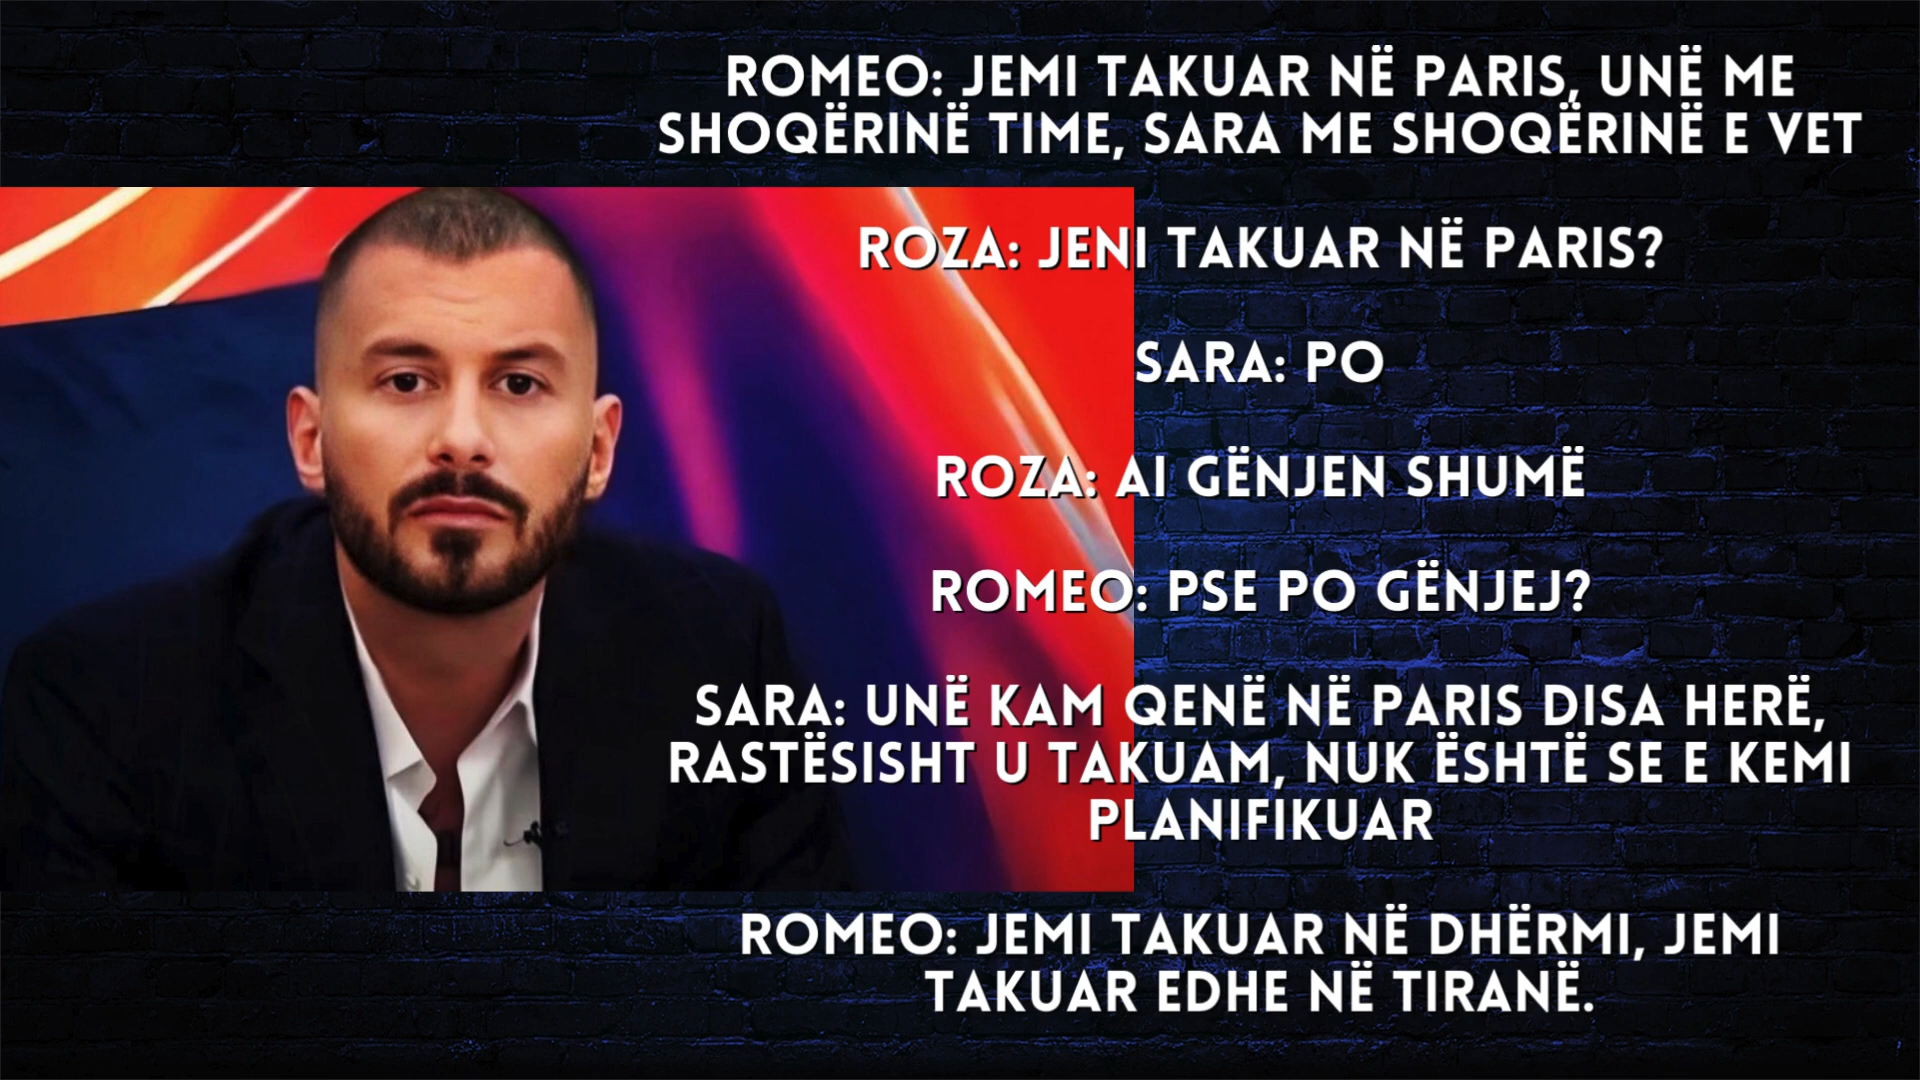 ROMEO: JEMI TAKUAR NË PARIS, UNË ME
SHOQËRINË TIME, SARA ME SHOQËRINË E VET
ROZA: JENI TAKUAR NË PARIS?
SARA: PO
ROZA: AI GËNJEN SHUMË
ROMEO: PSE PO GËNJEJ?
SARA: UNË KAM QENË NË PARIS DISA HERË,
RASTËSISHT U TAKUAM, NUK ËSHTË SE E KEMI
PLANIFIKUAR
ROMEO: JEMI TAKUAR NË DHËRMI, JEMI
TAKUAR EDHE NË TIRANË.